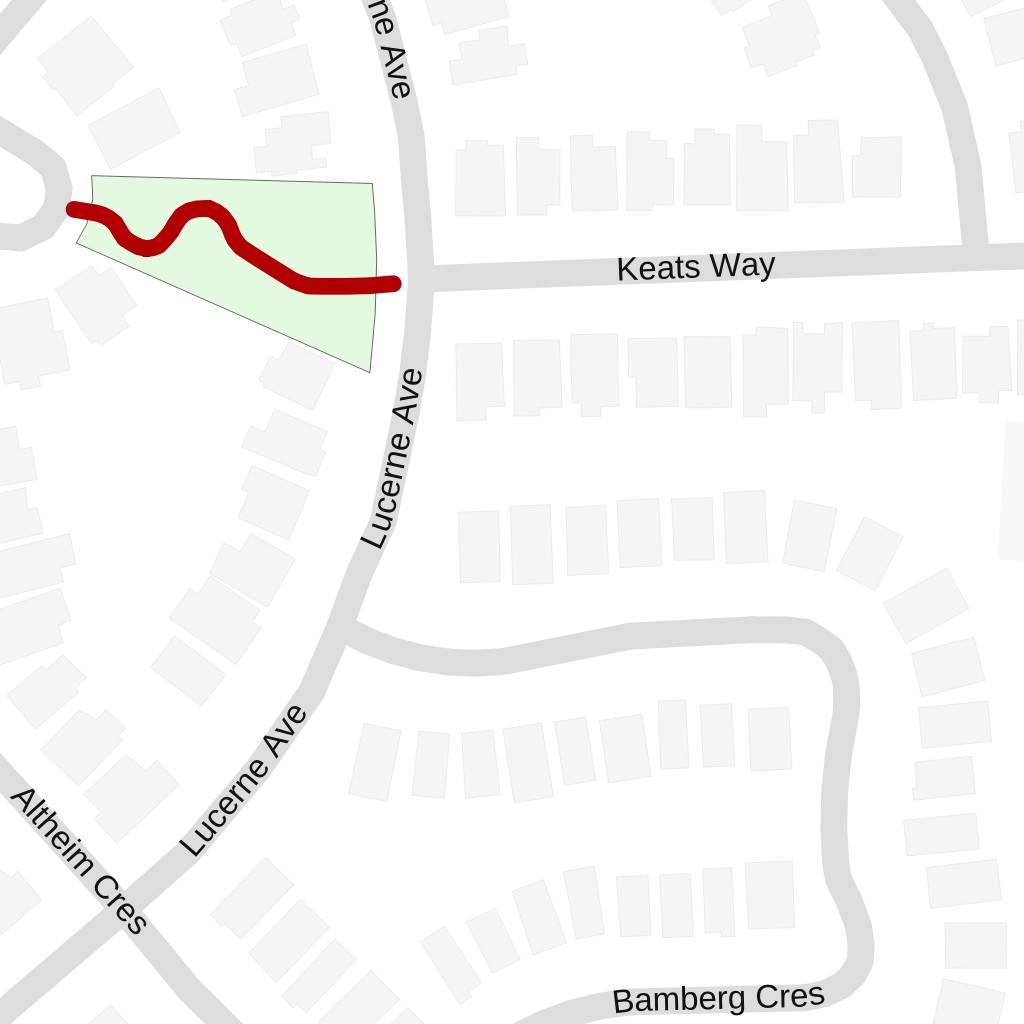 ne Ave
Keats Way
Lucerne Ave
Lucerne Ave
Altheim Cres
Bamberg Cres